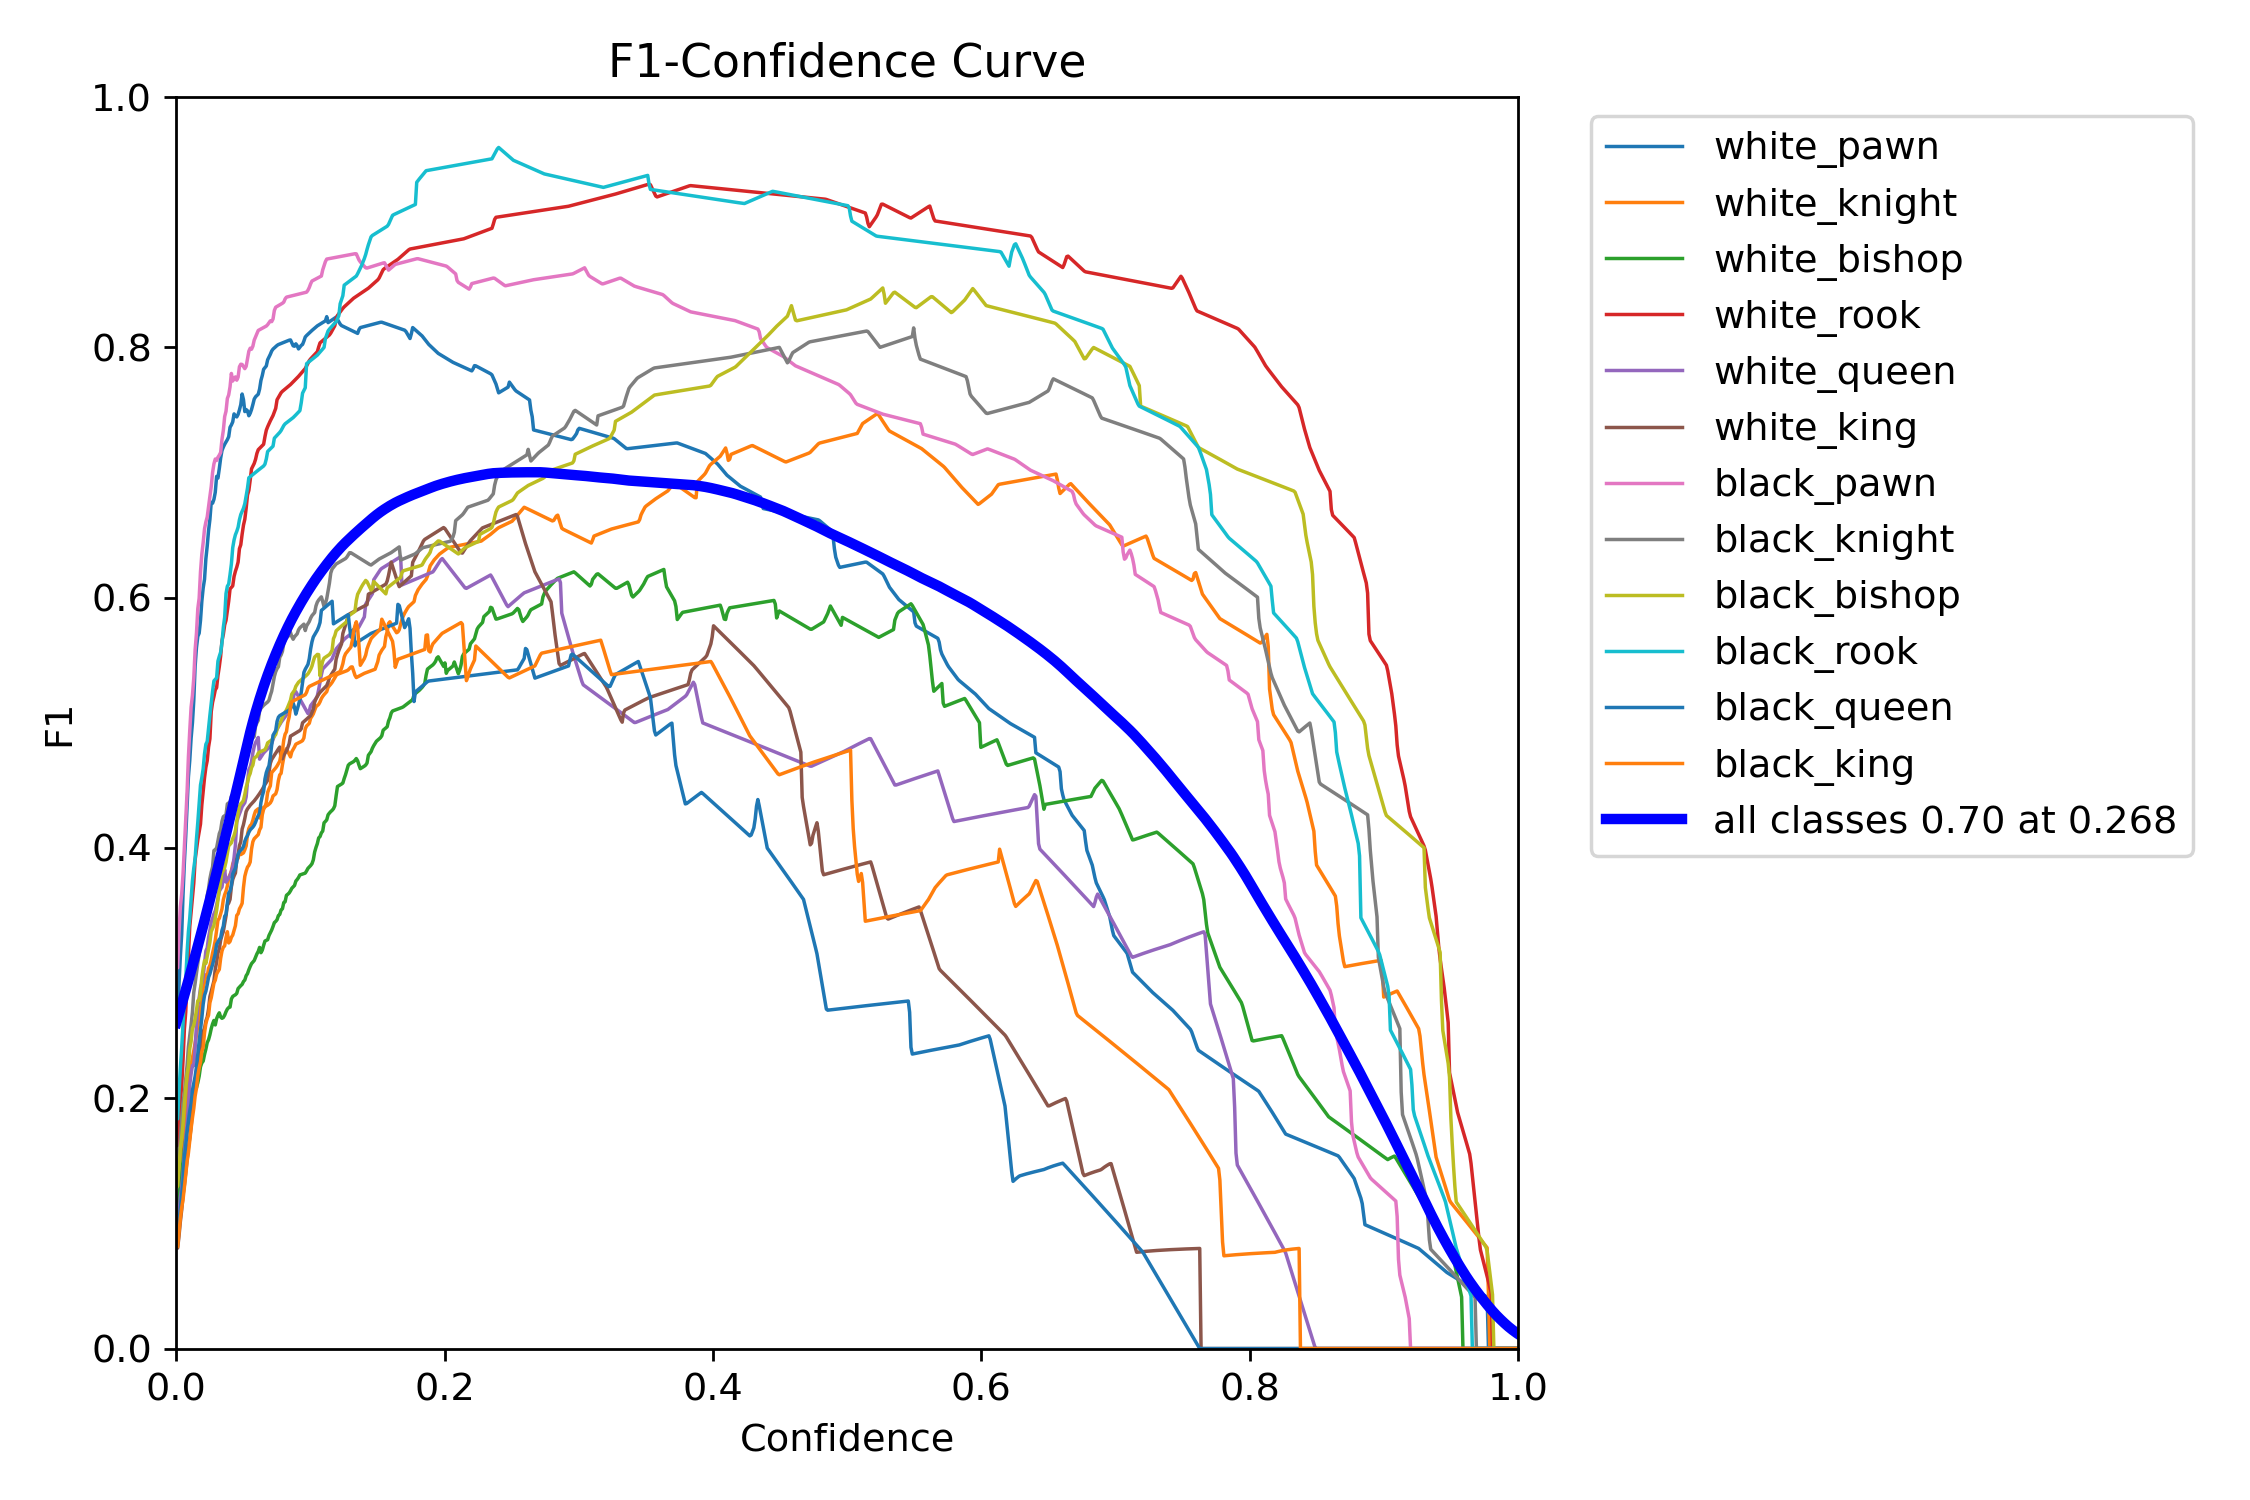 F1-Confidence Curve
1.0
0.8
0.6
0.4
0.2
0.0
F1
0.0 0.2 0.4 0.6 0.8 1.0
Confidence
white_pawn
white_knight
white_bishop
white_rook
white_queen
white_king
black_pawn
black_knight
black_bishop
black_rook
black_queen
black_king
all classes 0.70 at 0.268